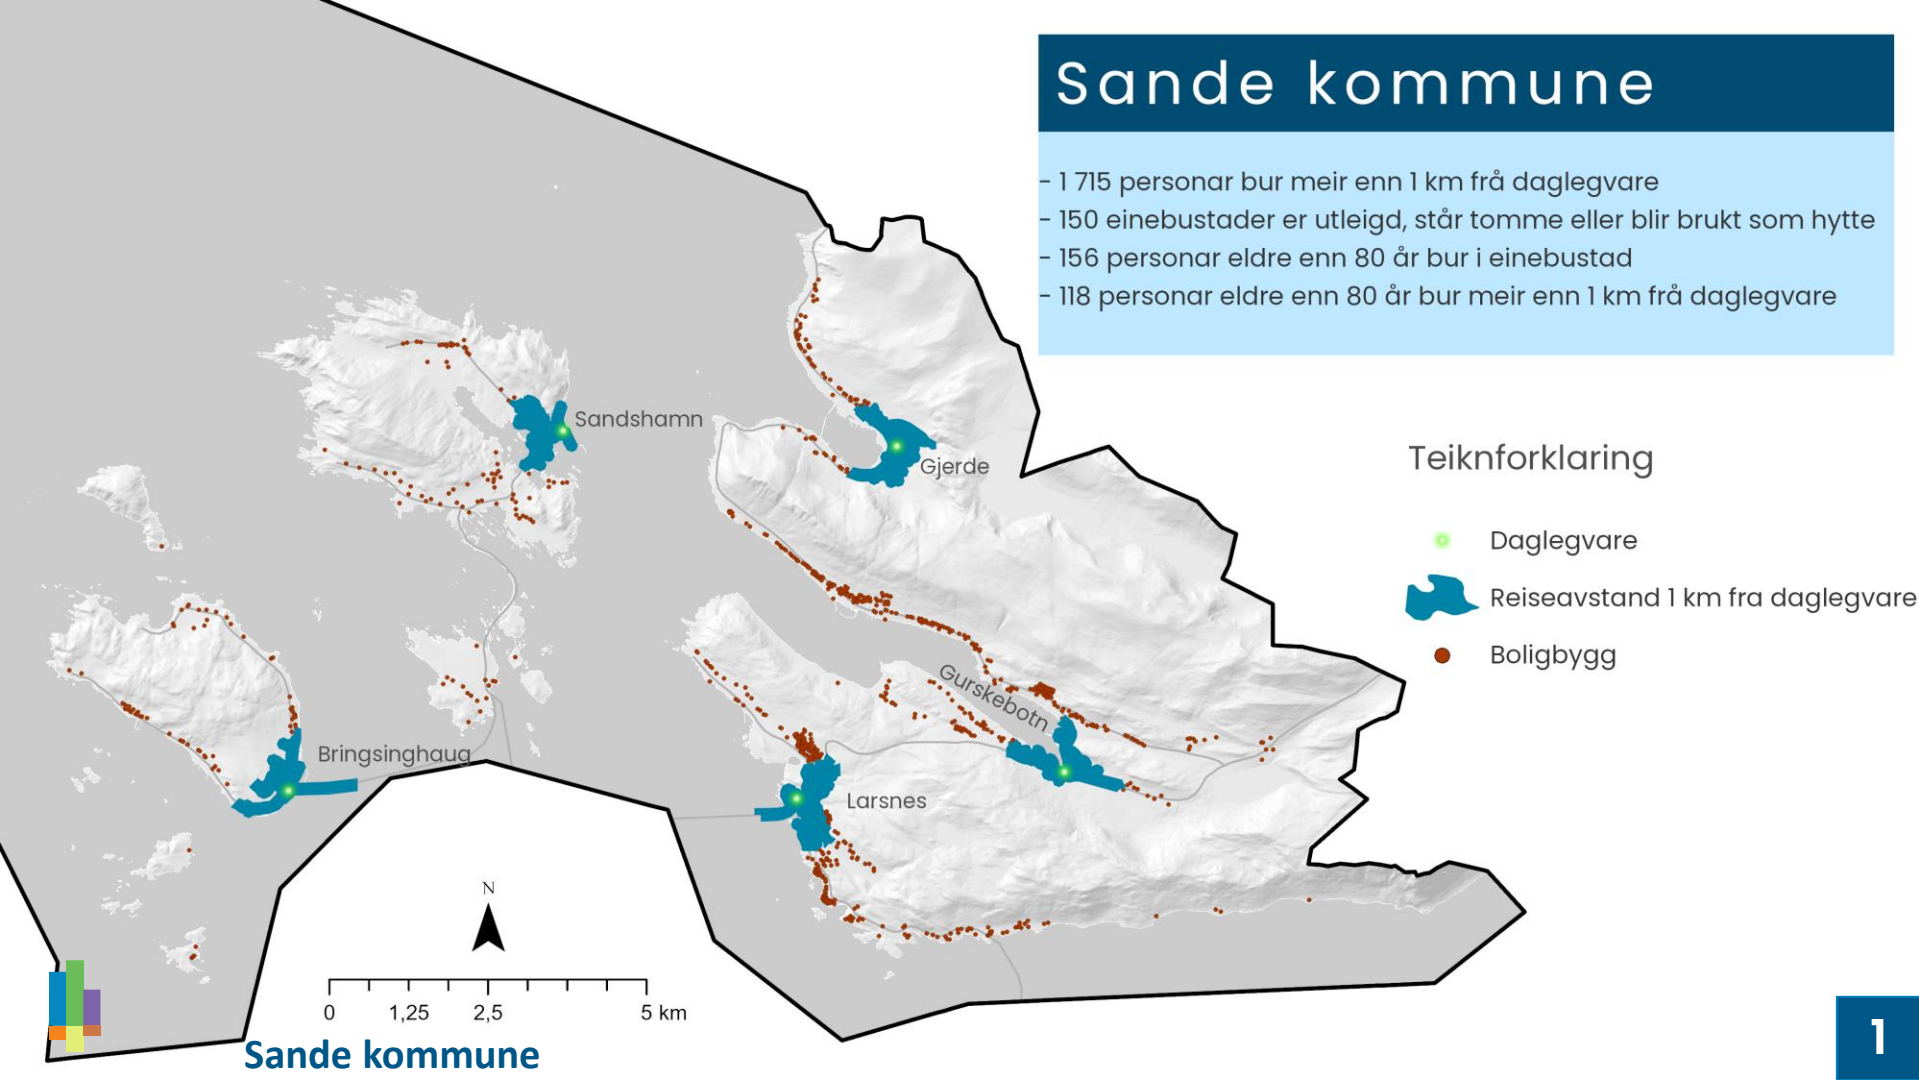 Sande kommune
- 1 715 personar bur meir enn 1 km frå daglegvare
- 150 einebustader er utleigd, står tomme eller blir brukt som hytte
- 156 personar eldre enn 80 år bur i einebustad
- 118 personar eldre enn 80 år bur meir enn 1 km frå daglegvare
Sandshamn
Gjerde
Teiknforklaring
Daglegvare
Reiseavstand 1 km fra daglegvare
Boligbygg
Gurskebotn
Bringsinghaug
Larsnes
N
0 1,25 2,5 5 km
Sande kommune
1